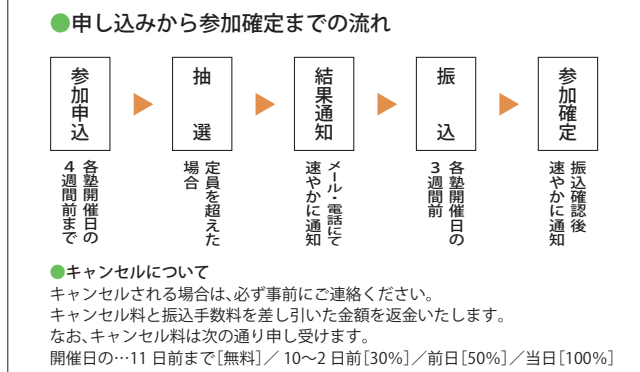 ●申し込みから参加確定までの流れ
参加申込
▶
抽選
▶
結果通知
▶
振込
▶
参加確定
各塾開催日の
４週間前まで
定員を超えた
場合
メール・電話にて
速やかに通知
各塾開催日の
３週間前
振込確認後
速やかに通知
●キャンセルについて
キャンセルされる場合は、必ず事前にご連絡ください。
キャンセル料と振込手数料を差し引いた金額を返金いたします。
なお、キャンセル料は次の通り申し受けます。
開催日の…11 日前まで［無料］／ 10〜2 日前［30％］／前日［50％］／当日［100％］